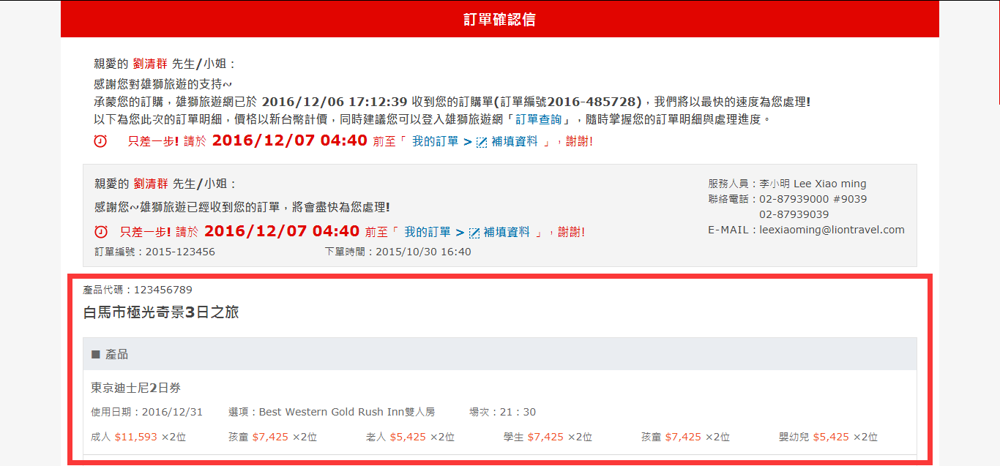 訂單確認信
親愛的 劉清群 先生/小姐：
感謝您對雄獅旅遊的支持~
承蒙您的訂購，雄獅旅遊網已於 2016/12/06 17:12:39 收到您的訂購單(訂單編號2016-485728)，我們將以最快的速度為您處理!
以下為您此次的訂單明細，價格以新台幣計價，同時建議您可以登入雄獅旅遊網「訂單查詢」，隨時掌握您的訂單明細與處理進度。
只差一步! 請於 2016/12/07 04:40 前至「 我的訂單 > 補填資料 」，謝謝!
親愛的 劉清群 先生/小姐：
感謝您~雄獅旅遊已經收到您的訂單，將會盡快為您處理!
只差一步! 請於 2016/12/07 04:40 前至「 我的訂單 > 補填資料 」，謝謝!
訂單編號：2015-123456 下單時間：2015/10/30 16:40
服務人員：李小明 Lee Xiao ming
聯絡電話：02-87939000 #9039
02-87939039
E-MAIL：leexiaoming@liontravel.com
產品代碼：123456789
白馬市極光奇景3日之旅
■ 產品
東京迪士尼2日券
使用日期：2016/12/31 選項：Best Western Gold Rush Inn雙人房 場次：21：30
成人 $11,593 ×2位 孩童 $7,425 ×2位 老人 $5,425 ×2位 學生 $7,425 ×2位 孩童 $7,425 ×2位 嬰幼兒 $5,425 ×2位